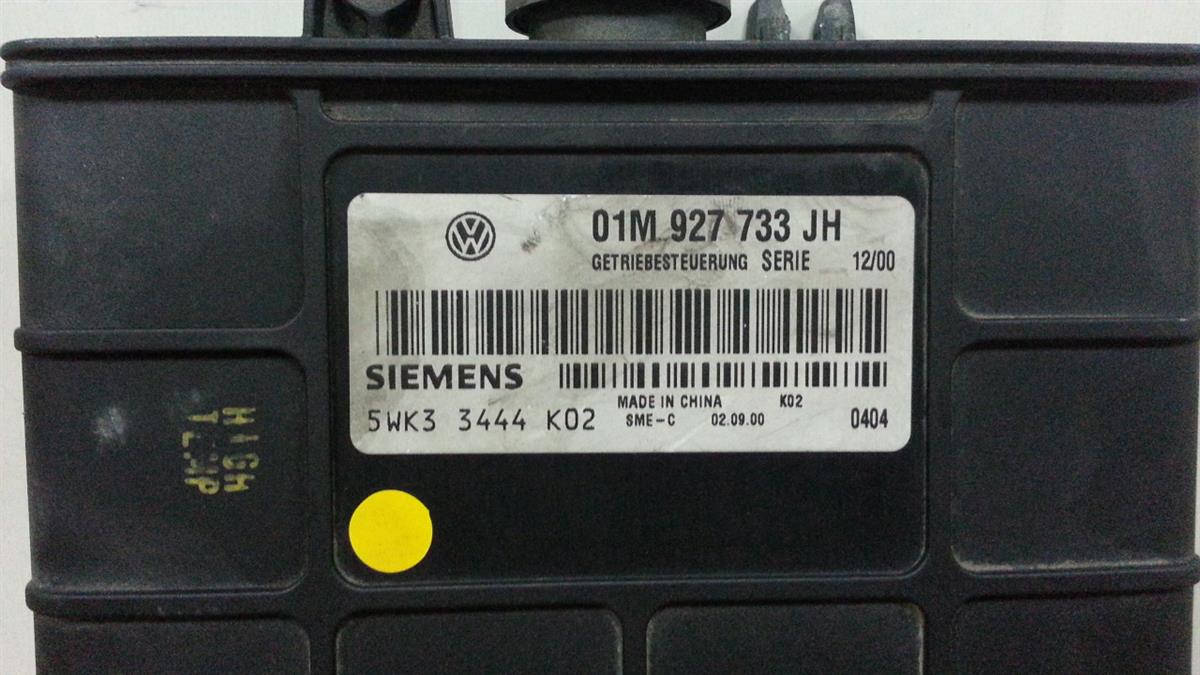 01M 927 733 JH
GETRIEBESTEUERUNG SERIE 12/00
SIEMENS
MADE IN CHINA K02
5WK3 3444 K02 SME-C 02.09.00 0404
HIGH
TEMP